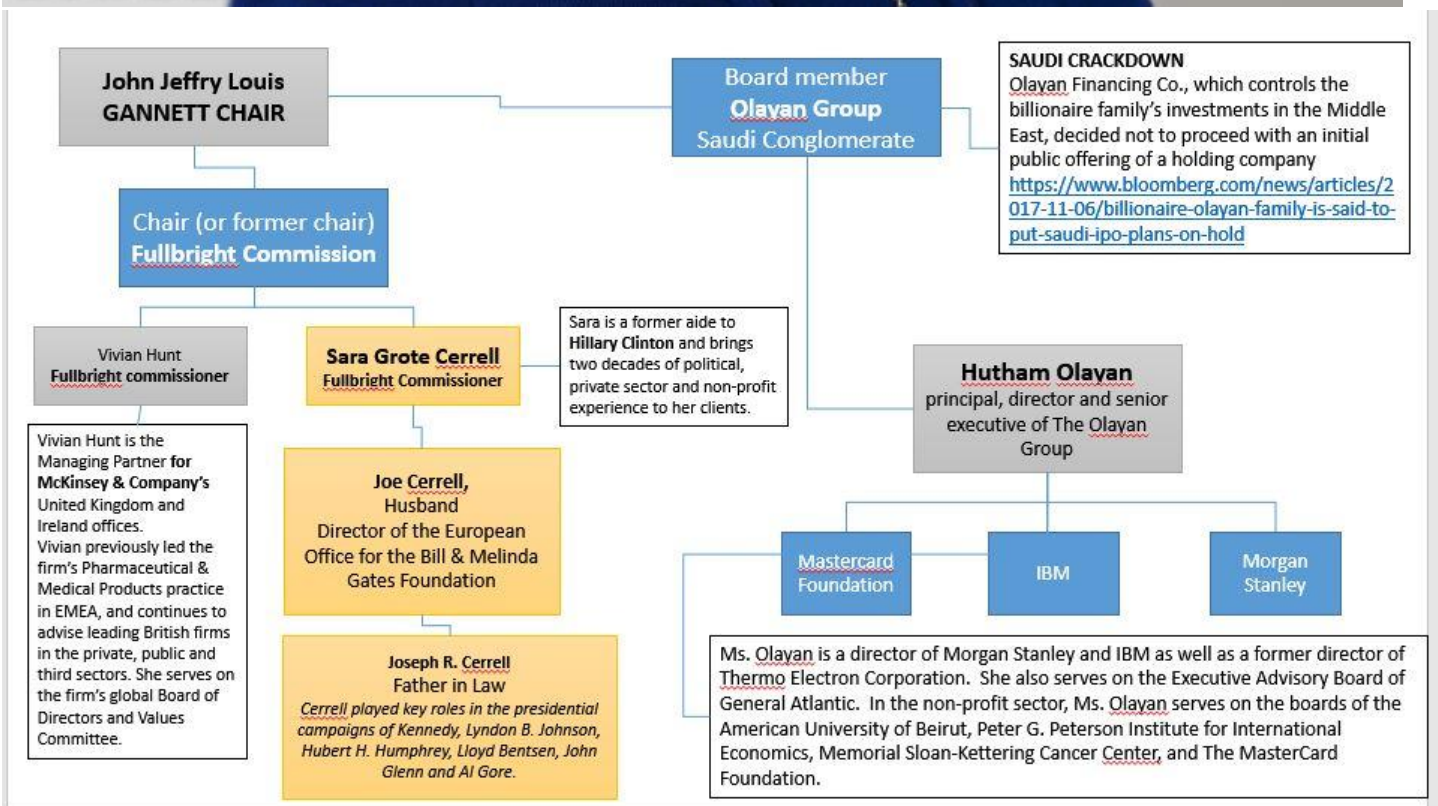 John Jeffry Louis
GANNETT CHAIR
Board member
Olayan Group
Saudi Conglomerate
SAUDI CRACKDOWN
Olayan Financing Co., which controls the
billionaire family's investments in the Middle
East, decided not to proceed with an initial
public offering of a holding company
https://www.bloomberg.com/news/articles/2
017-11-06/billionaire-olayan-family-is-said-to-
put-saudi-ipo-plans-on-hold
Chair (or former chair)
Fullbright Commission
Vivian Hunt
Fullbright commissioner
Sara Grote Cerrell
Fullbright Commissioner
Sara is a former aide to
Hillary Clinton and brings
two decades of political,
private sector and non-profit
experience to her clients.
Hutham Olayan
principal, director and senior
executive of The Olayan
Group
Vivian Hunt is the
Managing Partner for
McKinsey & Company's
United Kingdom and
Ireland offices.
Vivian previously led the
firm's Pharmaceutical &
Medical Products practice
in EMEA, and continues to
advise leading British firms
in the private, public and
third sectors. She serves on
the firm's global Board of
Directors and Values
Committee.
Joe Cerrell,
Husband
Director of the European
Office for the Bill & Melinda
Gates Foundation
Joseph R. Cerrell
Father in Law
Cerrell played key roles in the presidential
campaigns of Kennedy, Lyndon B. Johnson,
Hubert H. Humphrey, Lloyd Bentsen, John
Glenn and Al Gore.
Mastercard
Foundation
IBM
Morgan
Stanley
Ms. Olayan is a director of Morgan Stanley and IBM as well as a former director of
Thermo Electron Corporation.  She also serves on the Executive Advisory Board of
General Atlantic.  In the non-profit sector, Ms. Olayan serves on the boards of the
American University of Beirut, Peter G. Peterson Institute for International
Economics, Memorial Sloan-Kettering Cancer Center, and The MasterCard
Foundation.